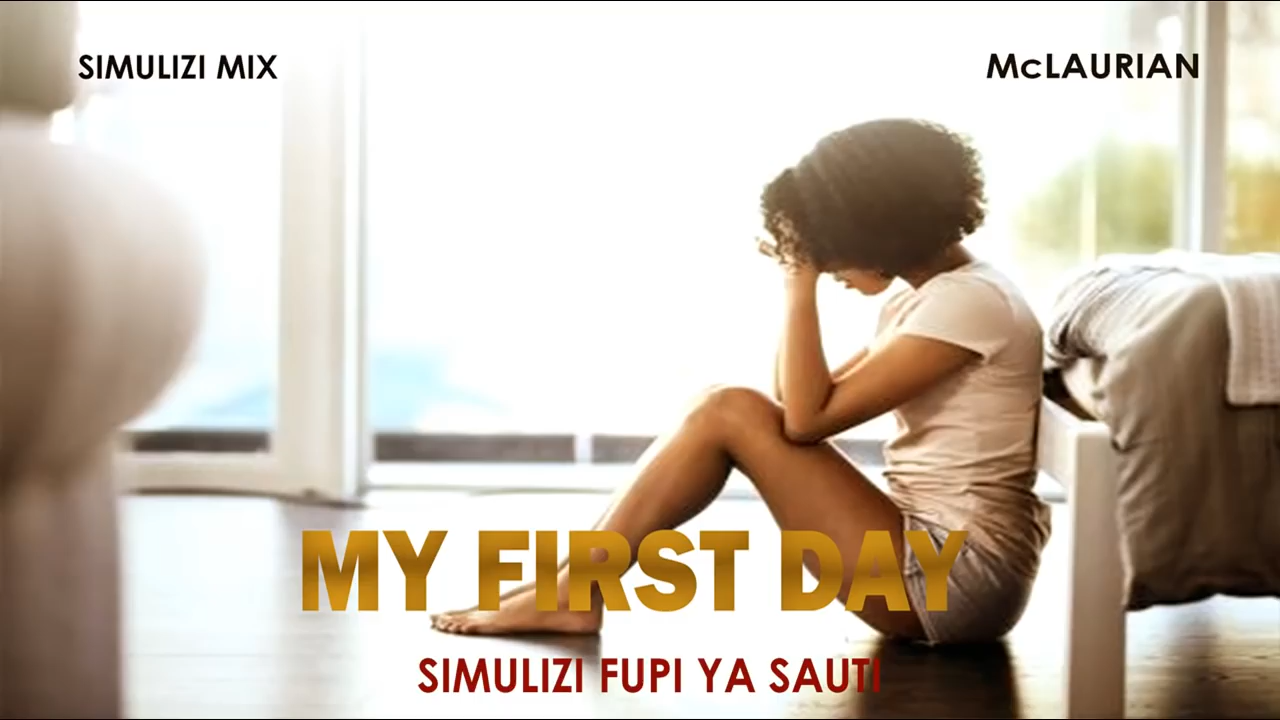 SIMULIZI MIX
McLAURIAN
MY FIRST DAY
SIMULIZI FUPI YA SAUTI